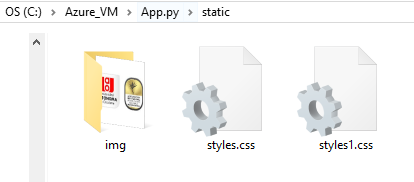 OS (C:) > Azure_VM > App.py > static
img
styles.css
styles1.css